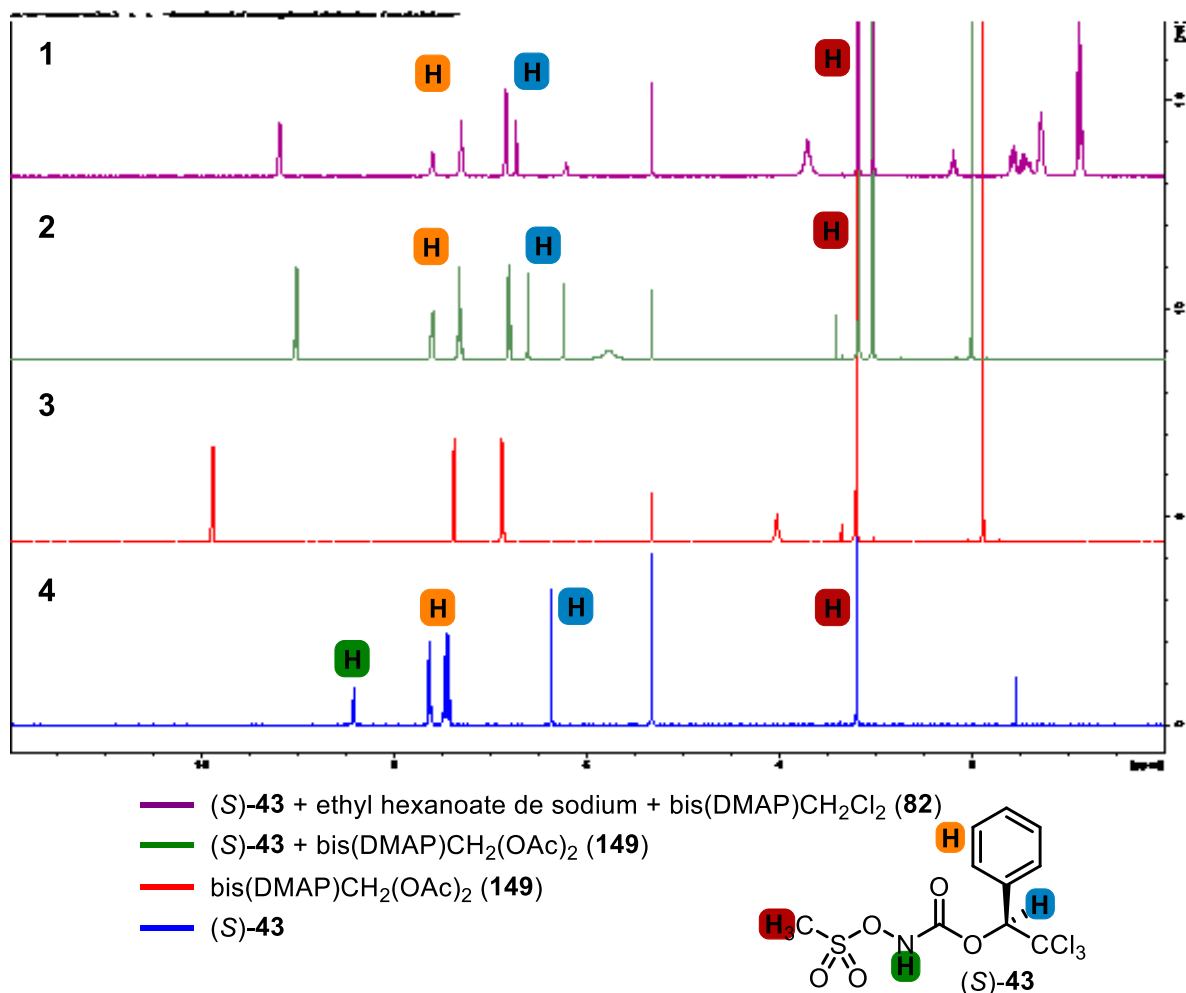 1
H H H
2
H H H
3
4
H H H H
(S)-43 + ethyl hexanoate de sodium + bis(DMAP)CH2Cl2 (82)
(S)-43 + bis(DMAP)CH2(OAc)2 (149)
bis(DMAP)CH2(OAc)2 (149)
(S)-43
H
O H
H3C O
S N O CCl3
O O H
(S)-43